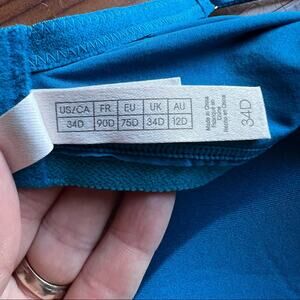 US/CA FR EU UK AU
34D 90D 75D 34D 12D
Made in China
Fabriqué en
Chine
Hecho en China
34D